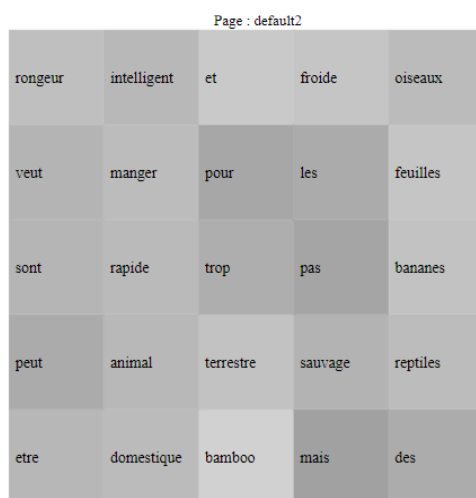 Page : default2
rongeur intelligent et froide oiseaux
veut manger pour les feuilles
sont rapide trop pas bananes
peut animal terrestre sauvage reptiles
etre domestique bamboo mais des